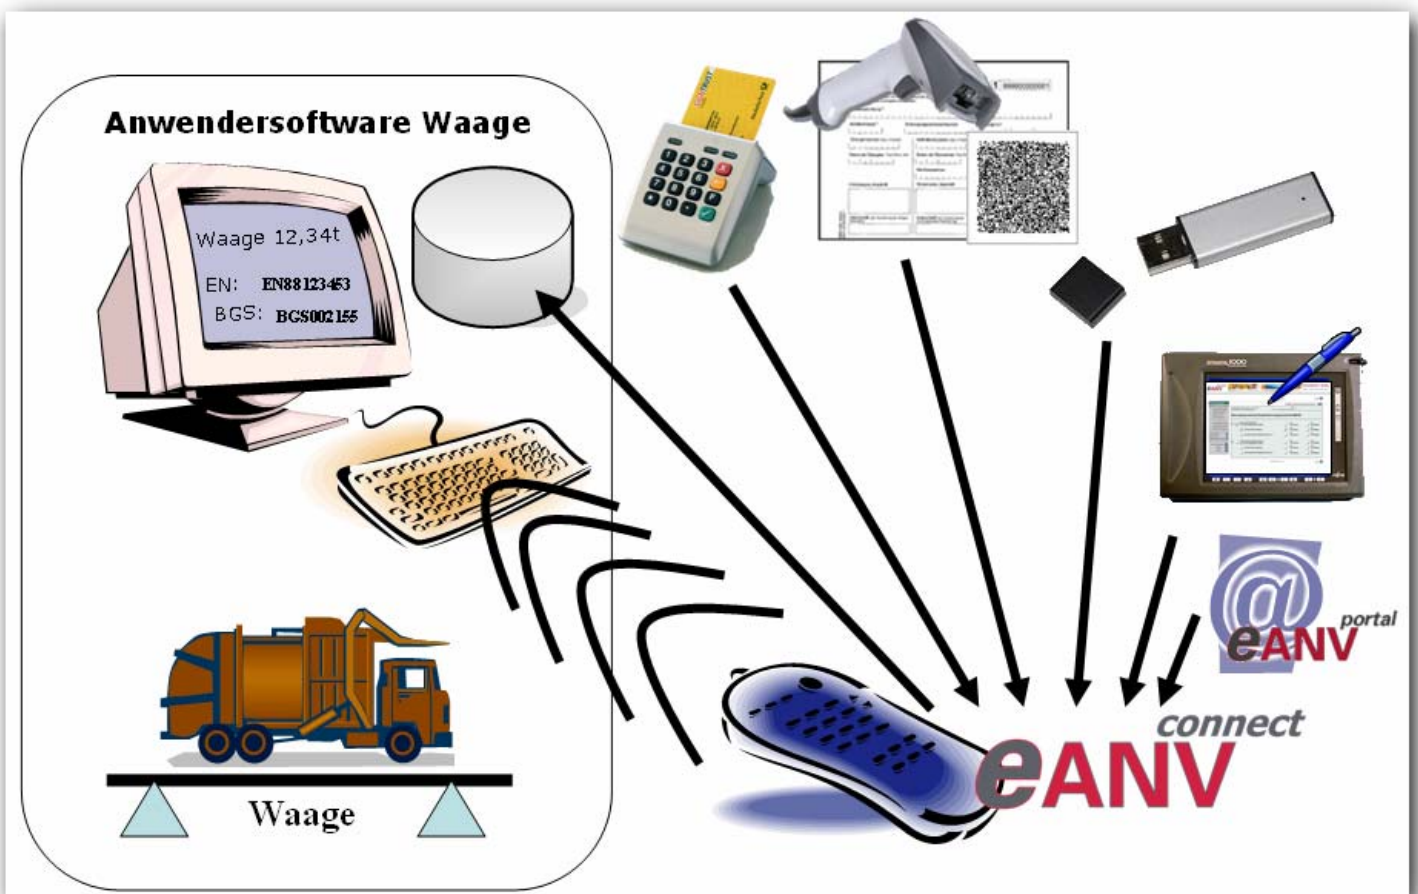 Anwendersoftware Waage
Waage 12,34t
EN: EN88123453
BGS: BGS002155
Waage
portal
eANV
connect
eANV